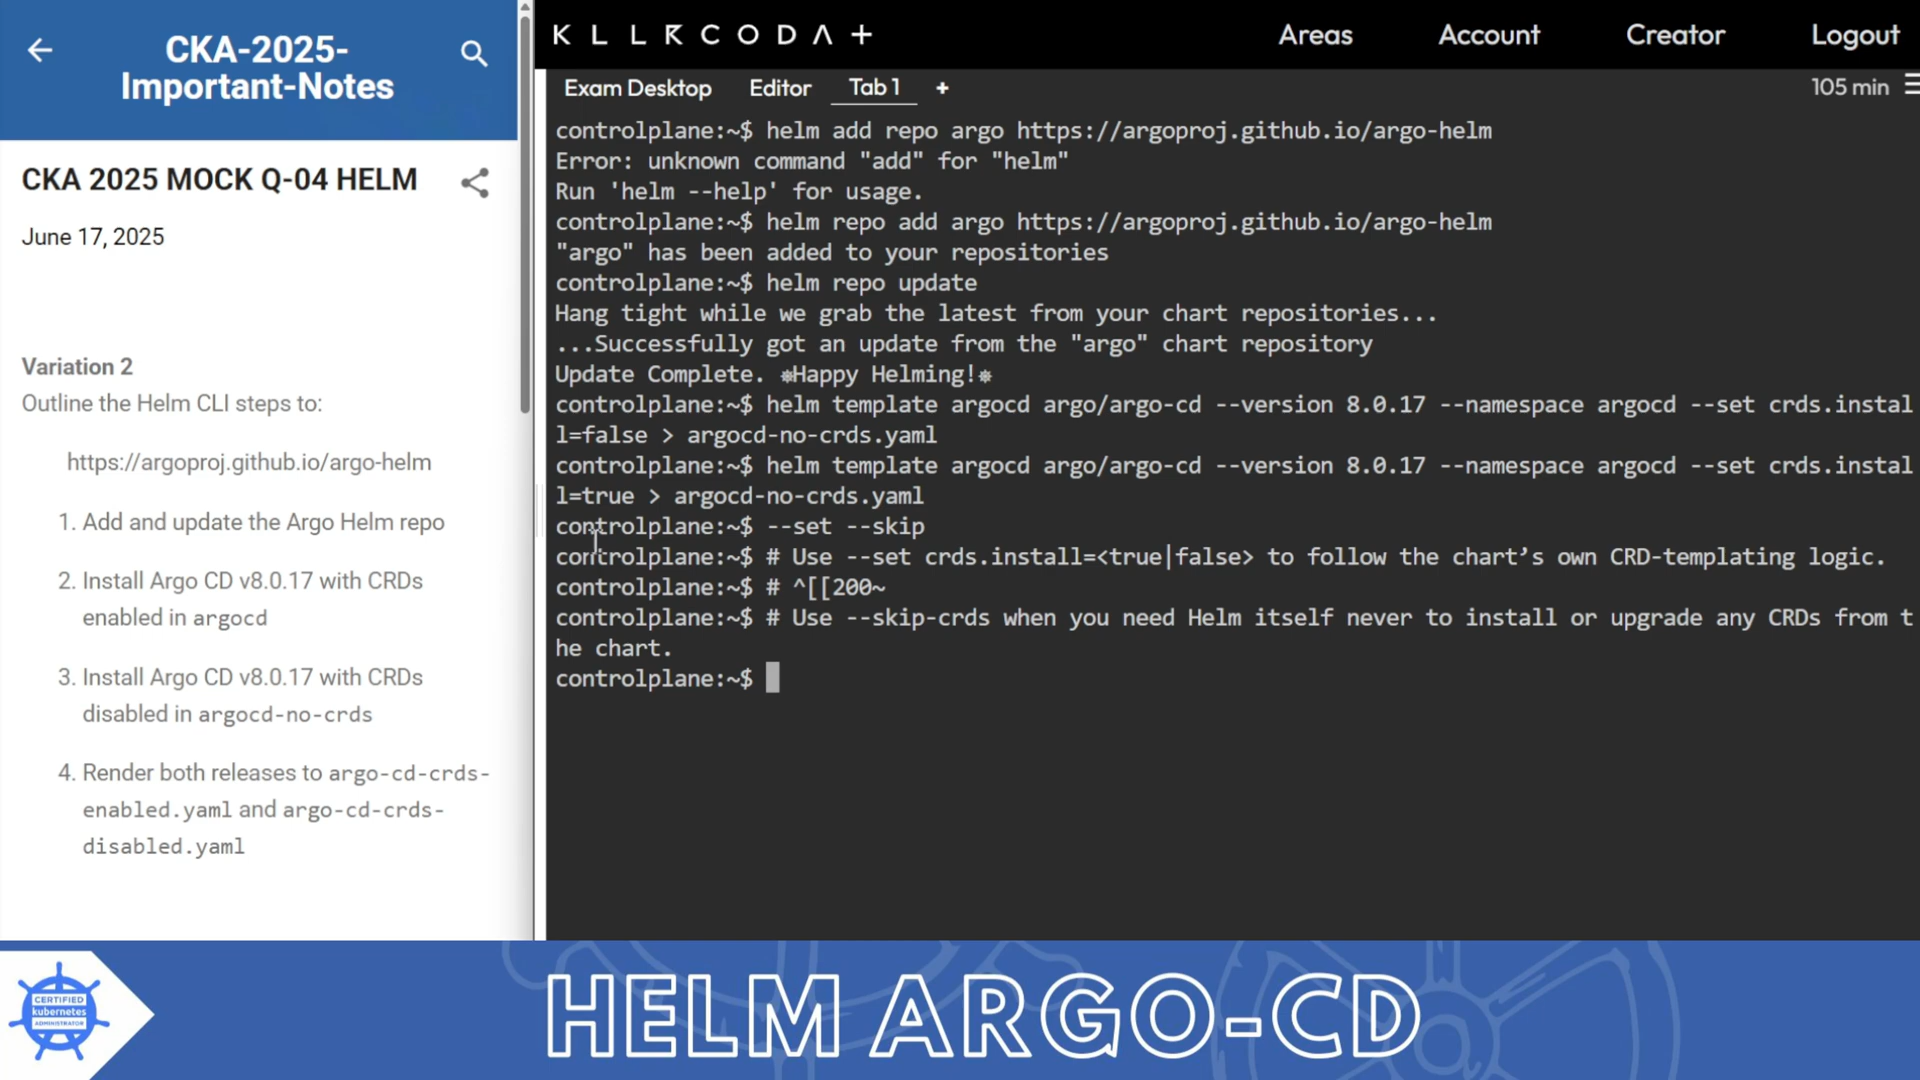 CKA-2025-
Important-Notes
CKA 2025 MOCK Q-04 HELM
June 17, 2025
Variation 2
Outline the Helm CLI steps to:
https://argoproj.github.io/argo-helm
1. Add and update the Argo Helm repo
2. Install Argo CD v8.0.17 with CRDs
enabled in argocd
3. Install Argo CD v8.0.17 with CRDs
disabled in argocd-no-crds
4. Render both releases to argo-cd-crds-
enabled.yaml and argo-cd-crds-
disabled.yaml
KLLRCODA+
Areas
Account
Creator
Logout
Exam Desktop
Editor
Tab 1
+
105 min
controlplane:~$ helm add repo argo https://argoproj.github.io/argo-helm
Error: unknown command "add" for "helm"
Run 'helm --help' for usage.
controlplane:~$ helm repo add argo https://argoproj.github.io/argo-helm
"argo" has been added to your repositories
controlplane:~$ helm repo update
Hang tight while we grab the latest from your chart repositories...
...Successfully got an update from the "argo" chart repository
Update Complete. ⎈Happy Helming!⎈
controlplane:~$ helm template argocd argo/argo-cd --version 8.0.17 --namespace argocd --set crds.instal
l=false > argocd-no-crds.yaml
controlplane:~$ helm template argocd argo/argo-cd --version 8.0.17 --namespace argocd --set crds.instal
l=true > argocd-no-crds.yaml
controlplane:~$ --set --skip
controlplane:~$ # Use --set crds.install=<true|false> to follow the chart’s own CRD-templating logic.
controlplane:~$ # ^[[200~
controlplane:~$ # Use --skip-crds when you need Helm itself never to install or upgrade any CRDs from t
he chart.
controlplane:~$
CERTIFIED
kubernetes
ADMINISTRATOR
HELM ARGO-CD